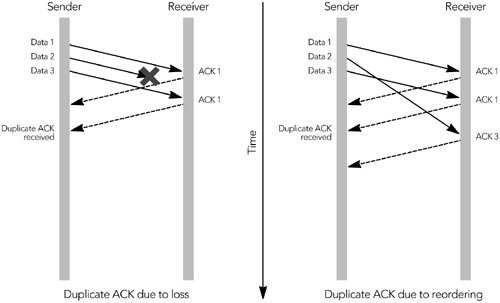 Sender
Receiver
Data 1
Data 2
Data 3
ACK 1
ACK 1
Duplicate ACK
received
Duplicate ACK due to loss
Time
Sender
Receiver
Data 1
Data 2
Data 3
ACK 1
ACK 1
Duplicate ACK
received
ACK 3
Duplicate ACK due to reordering